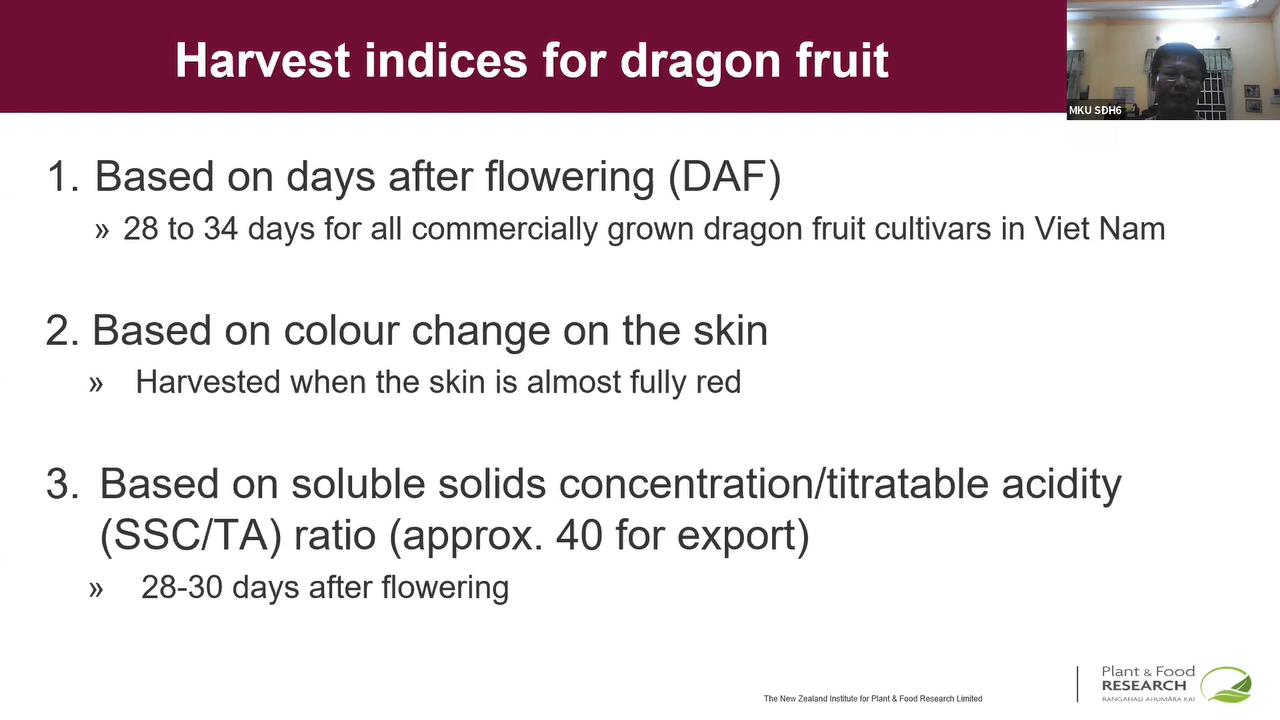 Harvest indices for dragon fruit
MKU SĐH6
1. Based on days after flowering (DAF)
» 28 to 34 days for all commercially grown dragon fruit cultivars in Viet Nam
2. Based on colour change on the skin
» Harvested when the skin is almost fully red
3. Based on soluble solids concentration/titratable acidity
(SSC/TA) ratio (approx. 40 for export)
» 28-30 days after flowering
The New Zealand Institute for Plant & Food Research Limited
Plant & Food
RESEARCH
RANGAHAU AHUMĀRA KAI